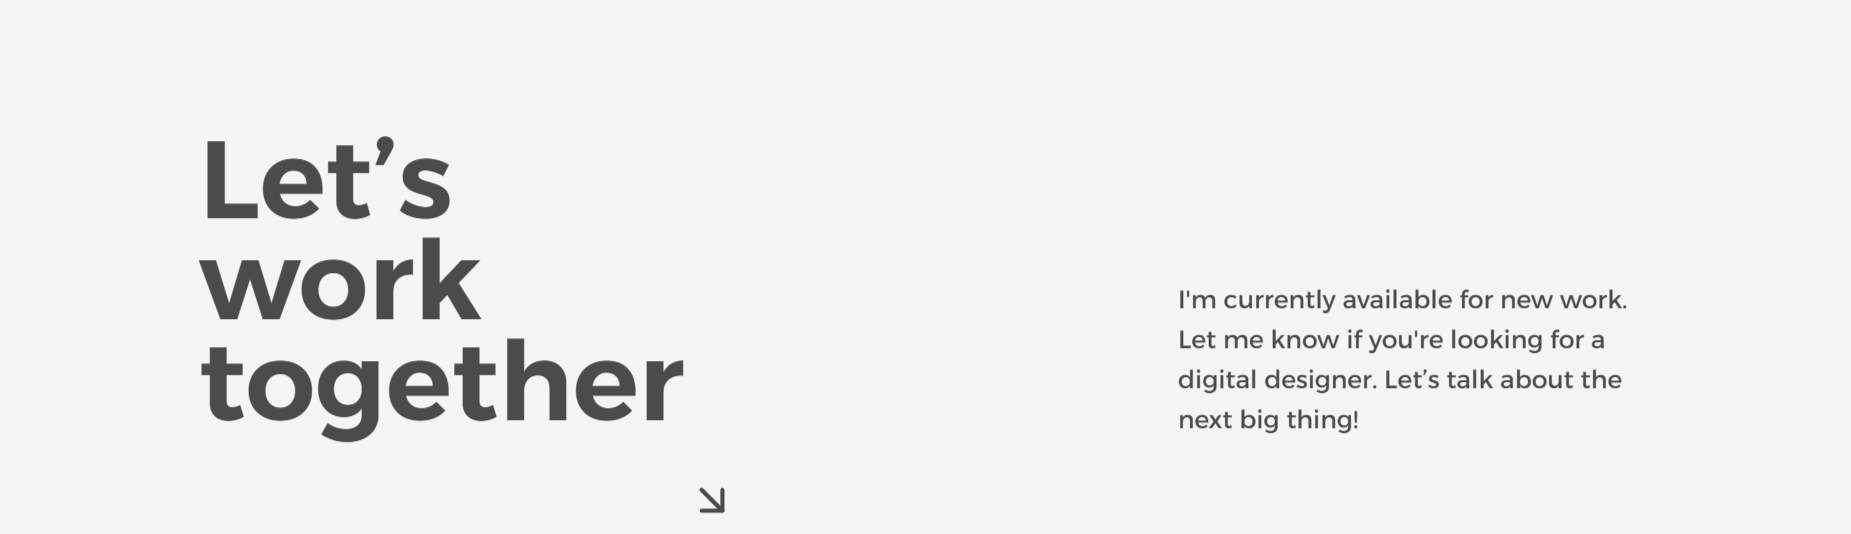 Let’s
work
together
I'm currently available for new work.
Let me know if you're looking for a
digital designer. Let’s talk about the
next big thing!